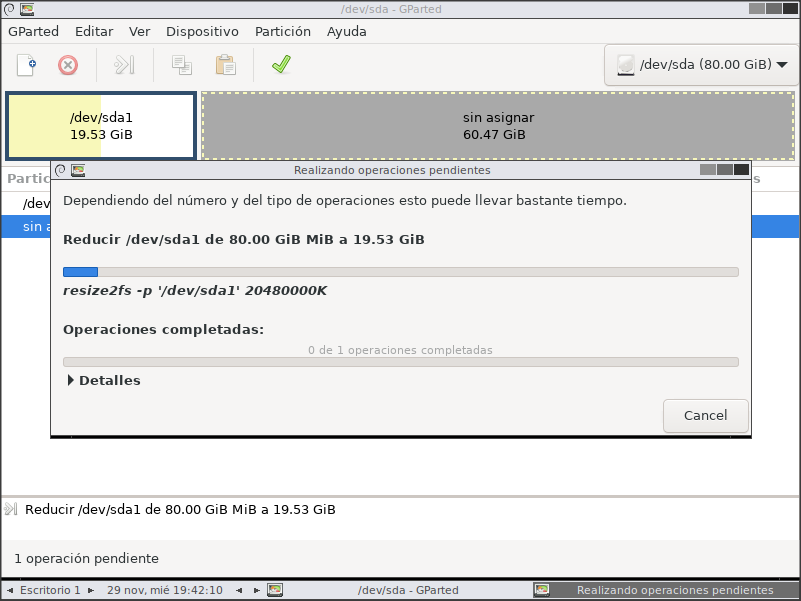 /dev/sda - GParted
GParted Editar Ver Dispositivo Partición Ayuda
/dev/sda (80.00 GiB)
/dev/sda1
19.53 GiB
sin asignar
60.47 GiB
Realizando operaciones pendientes
Dependiendo del número y del tipo de operaciones esto puede llevar bastante tiempo.
Reducir /dev/sda1 de 80.00 GiB MiB a 19.53 GiB
resize2fs -p '/dev/sda1' 20480000K
Operaciones completadas:
0 de 1 operaciones completadas
Detalles
Cancel
Reducir /dev/sda1 de 80.00 GiB MiB a 19.53 GiB
1 operación pendiente
Escritorio 1 29 nov, mié 19:42:10 /dev/sda - GParted Realizando operaciones pendientes